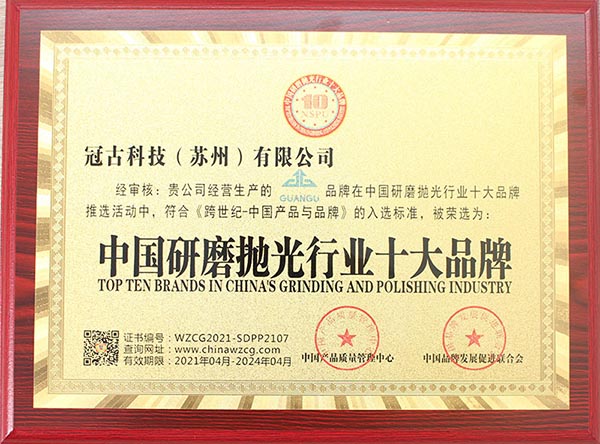 10
NSPU
冠古科技（苏州）有限公司
经审核：贵公司经营生产的 GUANGU 品牌在中国研磨抛光行业十大品牌
推选活动中，符合《跨世纪-中国产品与品牌》的入选标准，被荣选为：
中国研磨抛光行业十大品牌
TOP TEN BRANDS IN CHINA'S GRINDING AND POLISHING INDUSTRY
证书编号：WZCG2021-SDPP2107
查询网址：www.chinawzcg.com
有效期限：2021年04月-2024年04月
中国产品质量管理中心
中国品牌发展促进联合会